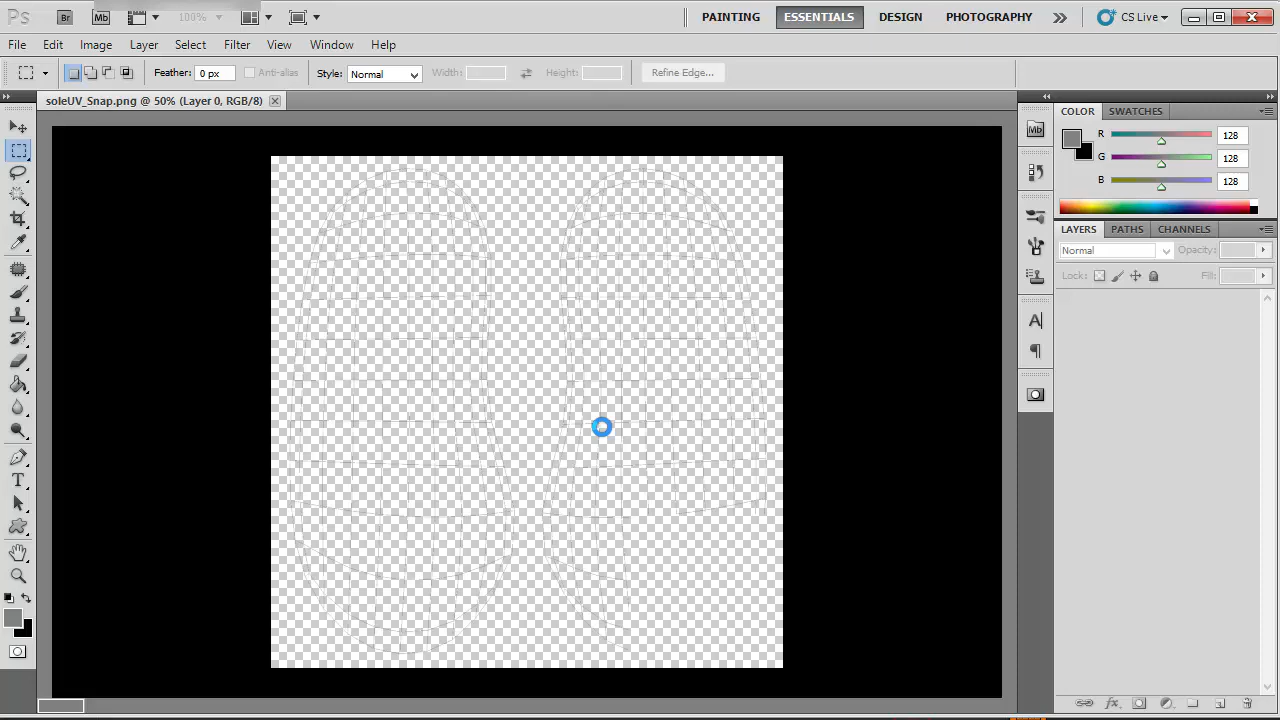 Ps Br Mb 100% PAINTING ESSENTIALS DESIGN PHOTOGRAPHY CS Live
File Edit Image Layer Select Filter View Window Help
Feather: 0 px Anti-alias Style: Normal Width: Height: Refine Edge...
soleUV_Snap.png @ 50% (Layer 0, RGB/8)
COLOR SWATCHES
Mb
R 128
G 128
B 128
LAYERS PATHS CHANNELS
Normal Opacity:
Lock: Fill:
A
T
fx